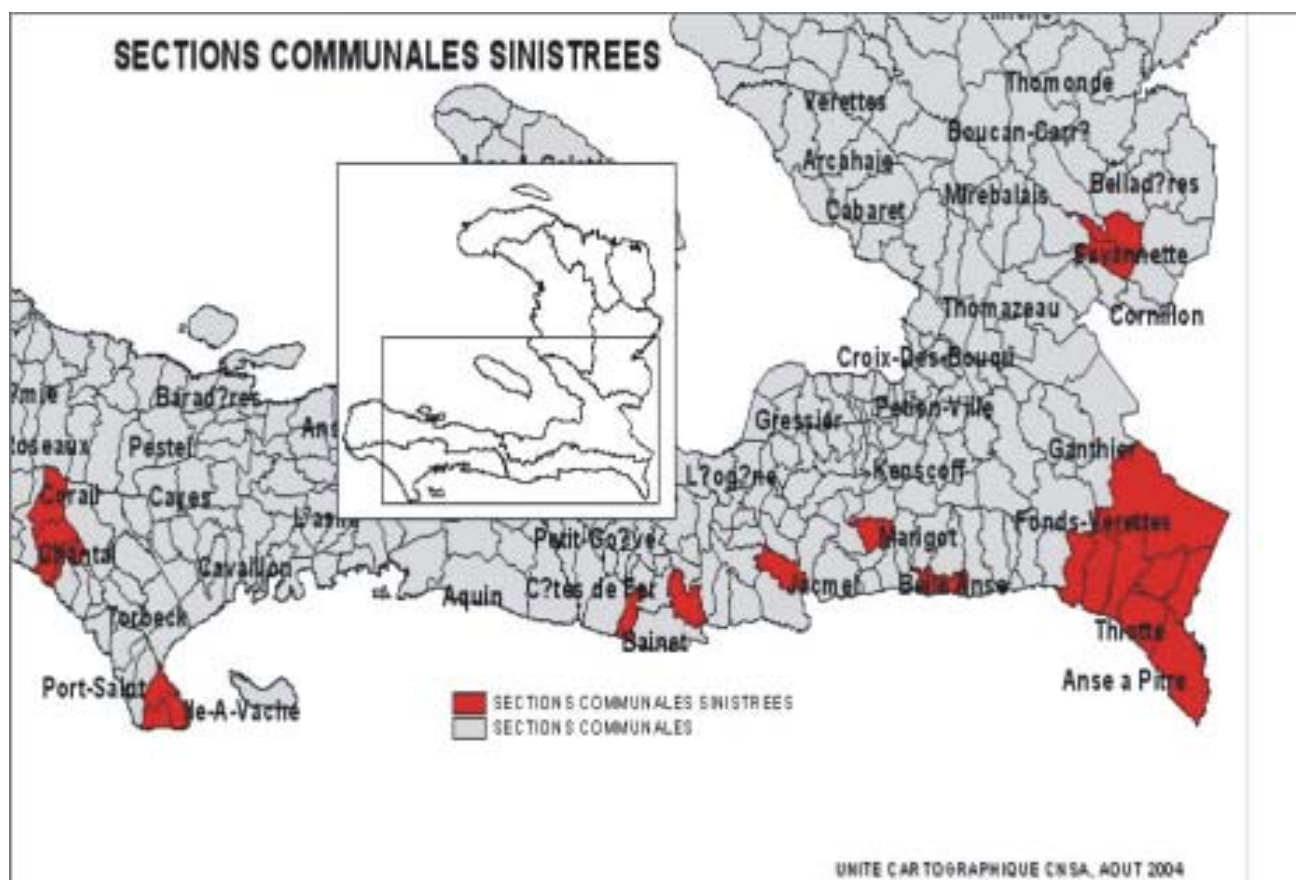 SECTIONS COMMUNALES SINISTREES
Thomonde
Verettes
Boucan-Carr?
Arcahaie
Bellad?res
Mirebalais
Cabaret
Savannette
Thomazeau
Cornillon
Croix-Des-Bouqu
?mie
Barad?res
Petion-Ville
Gressier
Ans
Roseaux
Pestel
Ganthier
L?og?ne
Kenscoff
Corail
Cayes
L'asile
Fonds-Verettes
Petit-Go?ve
Marigot
Chantal
Cavaillon
C?tes de Fer
Jacmel
Belle Anse
Aquin
Torbeck
Bainet
Thiotte
Port-Salut
Anse a Pitre
Ile-A-Vache
SECTIONS COMMUNALES SINISTREES
SECTIONS COMMUNALES
UNITE CARTOGRAPHIQUE CNSA, AOUT 2004